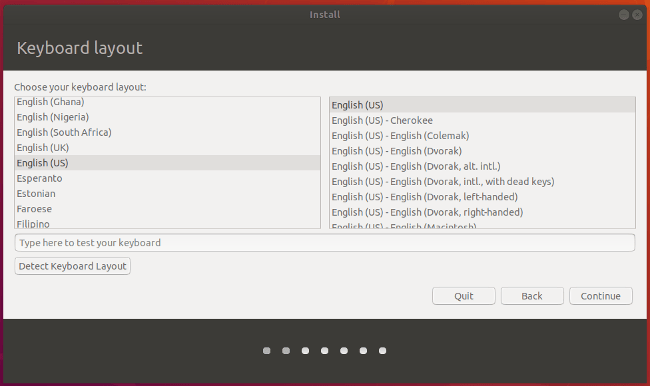 Install
Keyboard layout
Choose your keyboard layout:
English (Ghana)
English (Nigeria)
English (South Africa)
English (UK)
English (US)
Esperanto
Estonian
Faroese
Filipino
English (US)
English (US) - Cherokee
English (US) - English (Colemak)
English (US) - English (Dvorak)
English (US) - English (Dvorak, alt. intl.)
English (US) - English (Dvorak, intl., with dead keys)
English (US) - English (Dvorak, left-handed)
English (US) - English (Dvorak, right-handed)
English (US) - English (Macintosh)
Type here to test your keyboard
Detect Keyboard Layout
Quit
Back
Continue